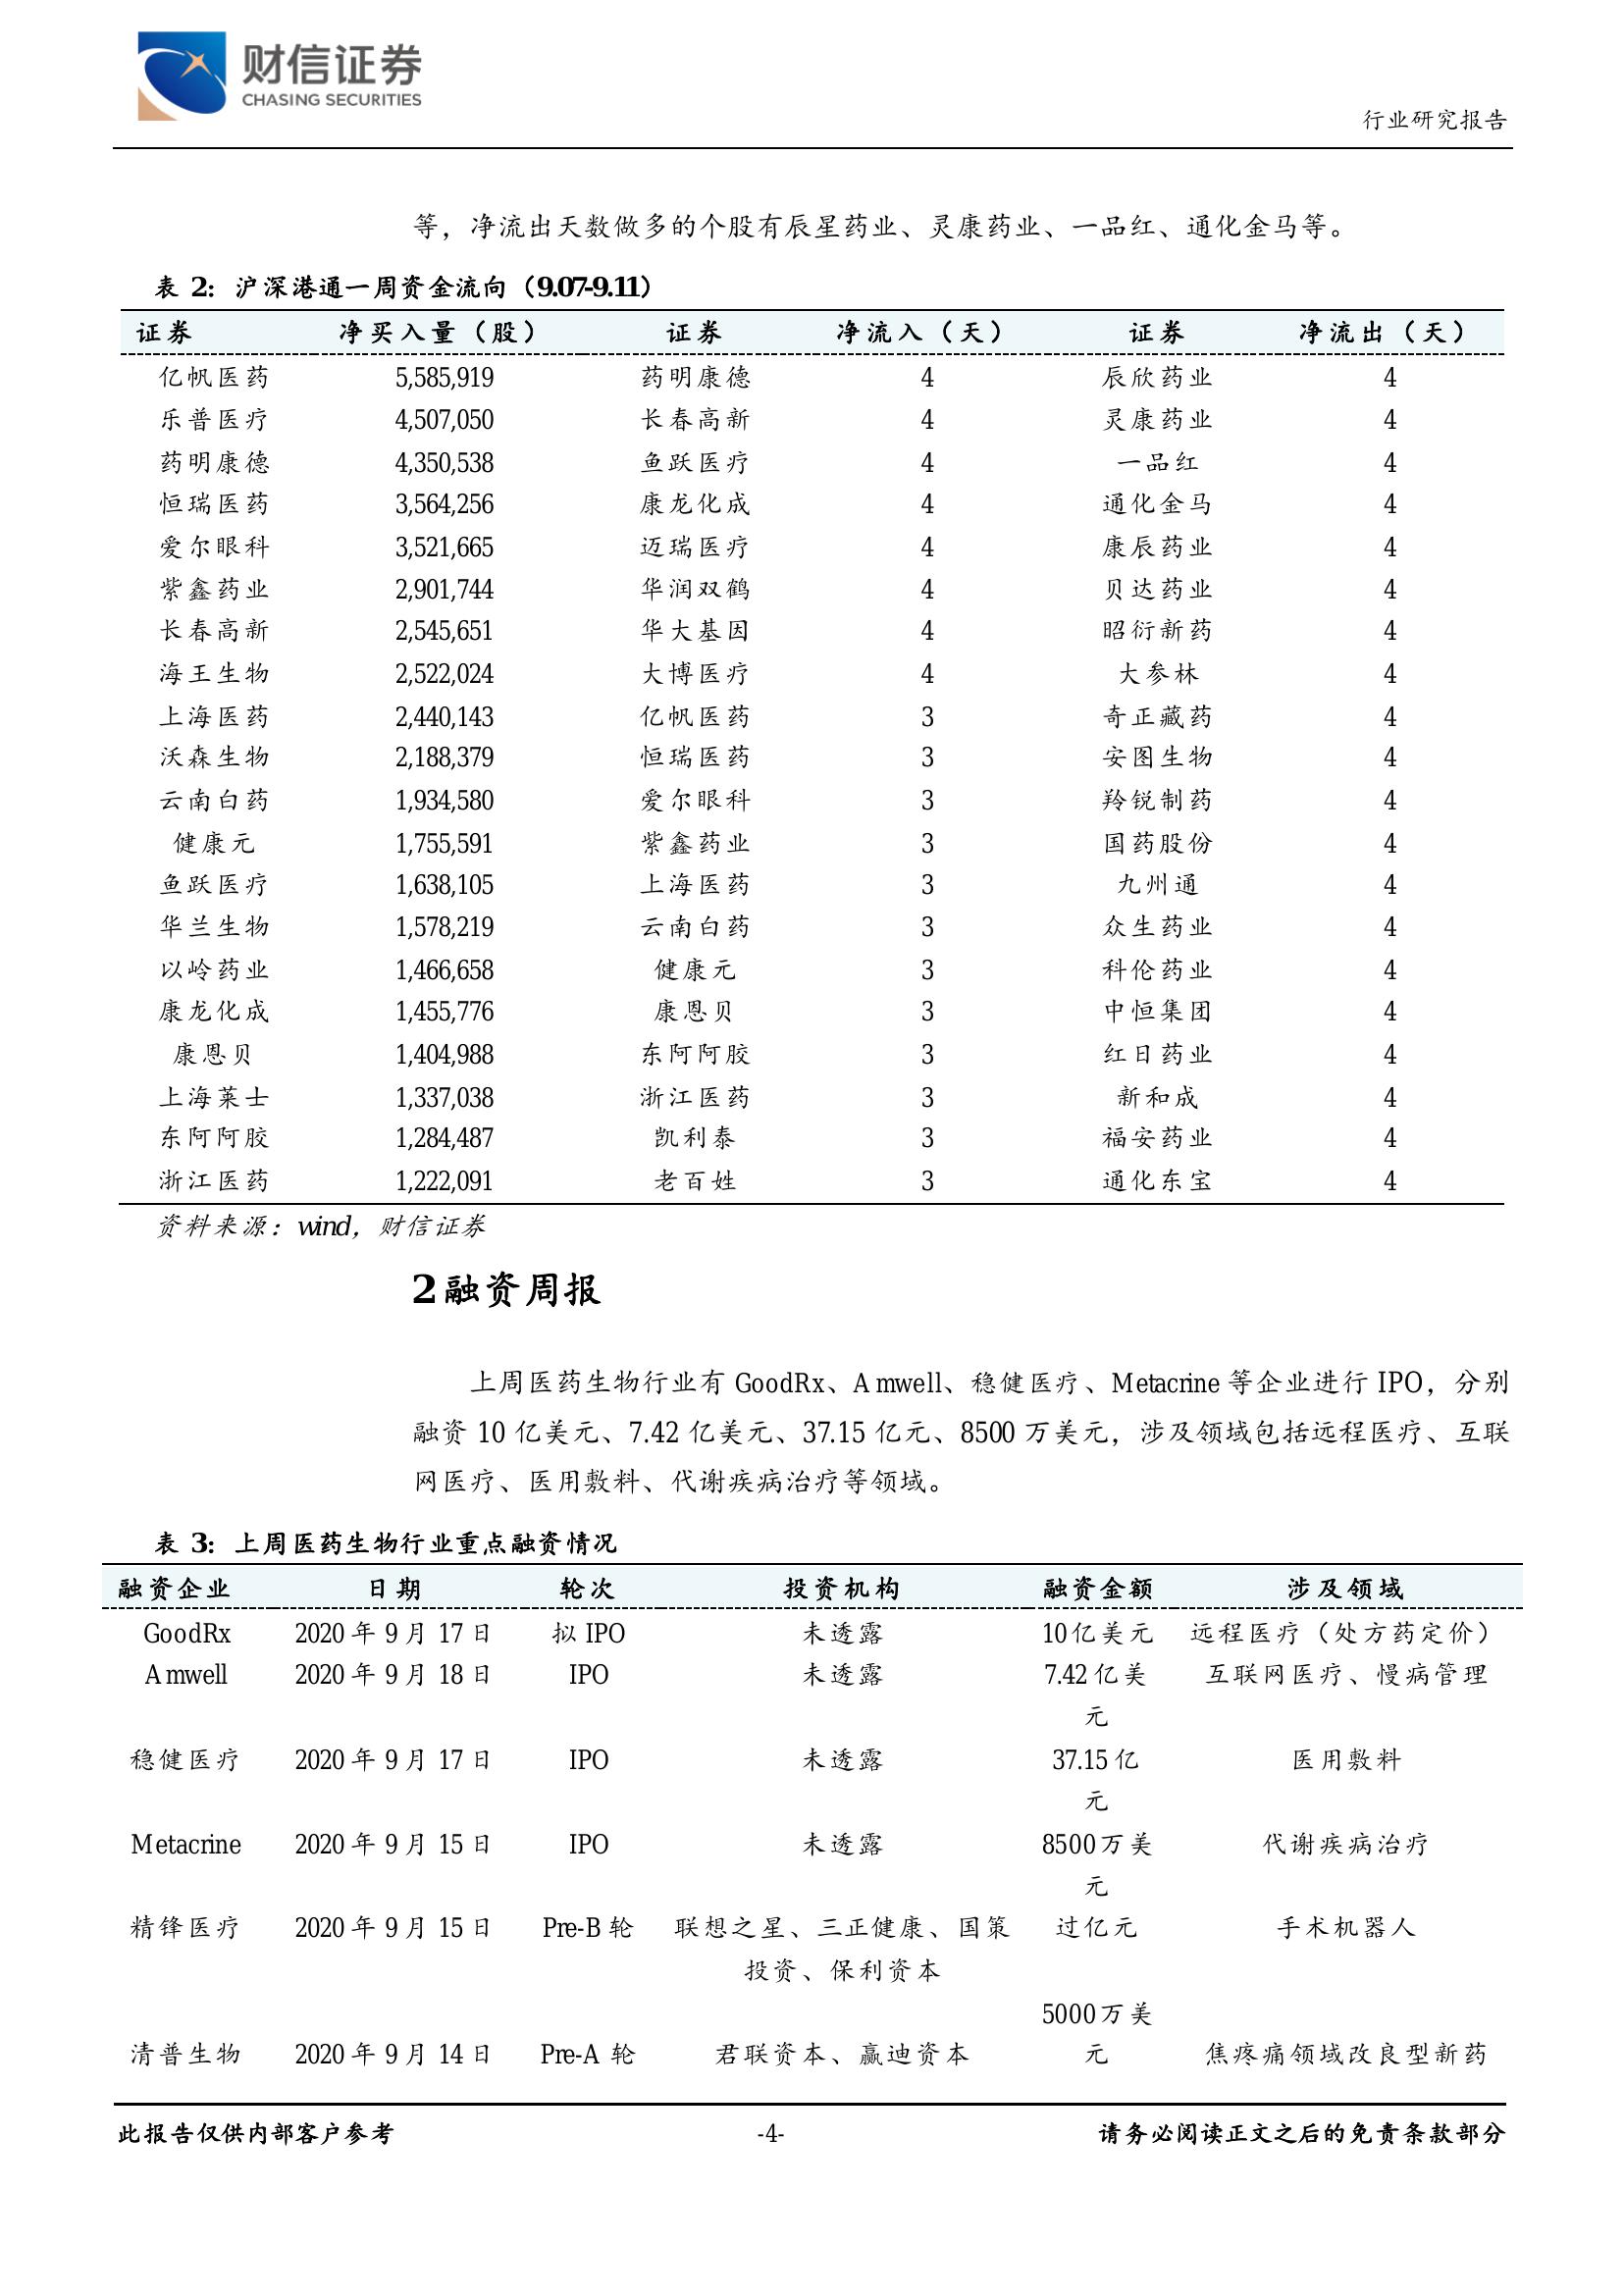 财信证券
CHASING SECURITIES
行业研究报告
等，净流出天数做多的个股有辰星药业、灵康药业、一品红、通化金马等。
表 2：沪深港通一周资金流向（9.07-9.11）
证券 净买入量（股） 证券 净流入（天） 证券 净流出（天）
亿帆医药 5,585,919 药明康德 4 辰欣药业 4
乐普医疗 4,507,050 长春高新 4 灵康药业 4
药明康德 4,350,538 鱼跃医疗 4 一品红 4
恒瑞医药 3,564,256 康龙化成 4 通化金马 4
爱尔眼科 3,521,665 迈瑞医疗 4 康辰药业 4
紫鑫药业 2,901,744 华润双鹤 4 贝达药业 4
长春高新 2,545,651 华大基因 4 昭衍新药 4
海王生物 2,522,024 大博医疗 4 大参林 4
上海医药 2,440,143 亿帆医药 3 奇正藏药 4
沃森生物 2,188,379 恒瑞医药 3 安图生物 4
云南白药 1,934,580 爱尔眼科 3 羚锐制药 4
健康元 1,755,591 紫鑫药业 3 国药股份 4
鱼跃医疗 1,638,105 上海医药 3 九州通 4
华兰生物 1,578,219 云南白药 3 众生药业 4
以岭药业 1,466,658 健康元 3 科伦药业 4
康龙化成 1,455,776 康恩贝 3 中恒集团 4
康恩贝 1,404,988 东阿阿胶 3 红日药业 4
上海莱士 1,337,038 浙江医药 3 新和成 4
东阿阿胶 1,284,487 凯利泰 3 福安药业 4
浙江医药 1,222,091 老百姓 3 通化东宝 4
资料来源：wind，财信证券
2 融资周报
上周医药生物行业有 GoodRx、Amwell、稳健医疗、Metacrine 等企业进行 IPO，分别
融资 10 亿美元、7.42 亿美元、37.15 亿元、8500 万美元，涉及领域包括远程医疗、互联
网医疗、医用敷料、代谢疾病治疗等领域。
表 3：上周医药生物行业重点融资情况
融资企业 日期 轮次 投资机构 融资金额 涉及领域
GoodRx 2020 年 9 月 17 日 拟 IPO 未透露 10 亿美元 远程医疗（处方药定价）
Amwell 2020 年 9 月 18 日 IPO 未透露 7.42 亿美 互联网医疗、慢病管理
元
稳健医疗 2020 年 9 月 17 日 IPO 未透露 37.15 亿 医用敷料
元
Metacrine 2020 年 9 月 15 日 IPO 未透露 8500 万美 代谢疾病治疗
元
精锋医疗 2020 年 9 月 15 日 Pre-B 轮 联想之星、三正健康、国策 过亿元 手术机器人
投资、保利资本
5000 万美
清普生物 2020 年 9 月 14 日 Pre-A 轮 君联资本、赢迪资本 元 焦疼痛领域改良型新药
此报告仅供内部客户参考 -4- 请务必阅读正文之后的免责条款部分